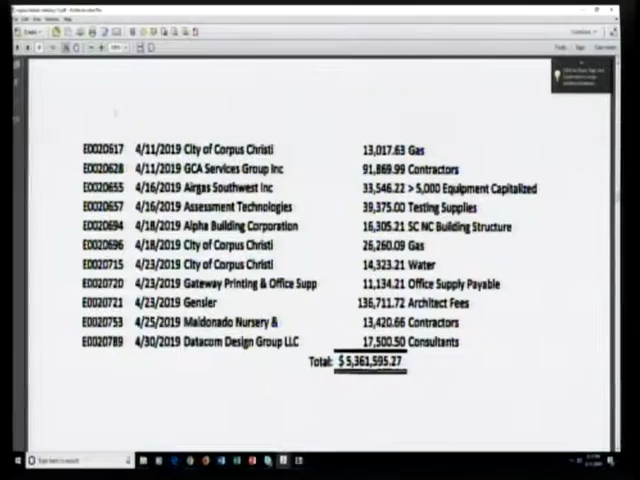 E0020617 4/11/2019 City of Corpus Christi 13,017.63 Gas
E0020628 4/11/2019 GCA Services Group Inc 91,869.99 Contractors
E0020655 4/16/2019 Airgas Southwest Inc 33,546.22 > 5,000 Equipment Capitalized
E0020657 4/16/2019 Assessment Technologies 39,375.00 Testing Supplies
E0020694 4/18/2019 Alpha Building Corporation 16,305.21 SC NC Building Structure
E0020696 4/18/2019 City of Corpus Christi 26,260.09 Gas
E0020715 4/23/2019 City of Corpus Christi 14,323.21 Water
E0020720 4/23/2019 Gateway Printing & Office Supp 11,134.21 Office Supply Payable
E0020721 4/23/2019 Gensler 136,711.72 Architect Fees
E0020753 4/25/2019 Maldonado Nursery & 13,420.66 Contractors
E0020789 4/30/2019 Datacom Design Group LLC 17,500.50 Consultants
Total: $ 5,361,595.27